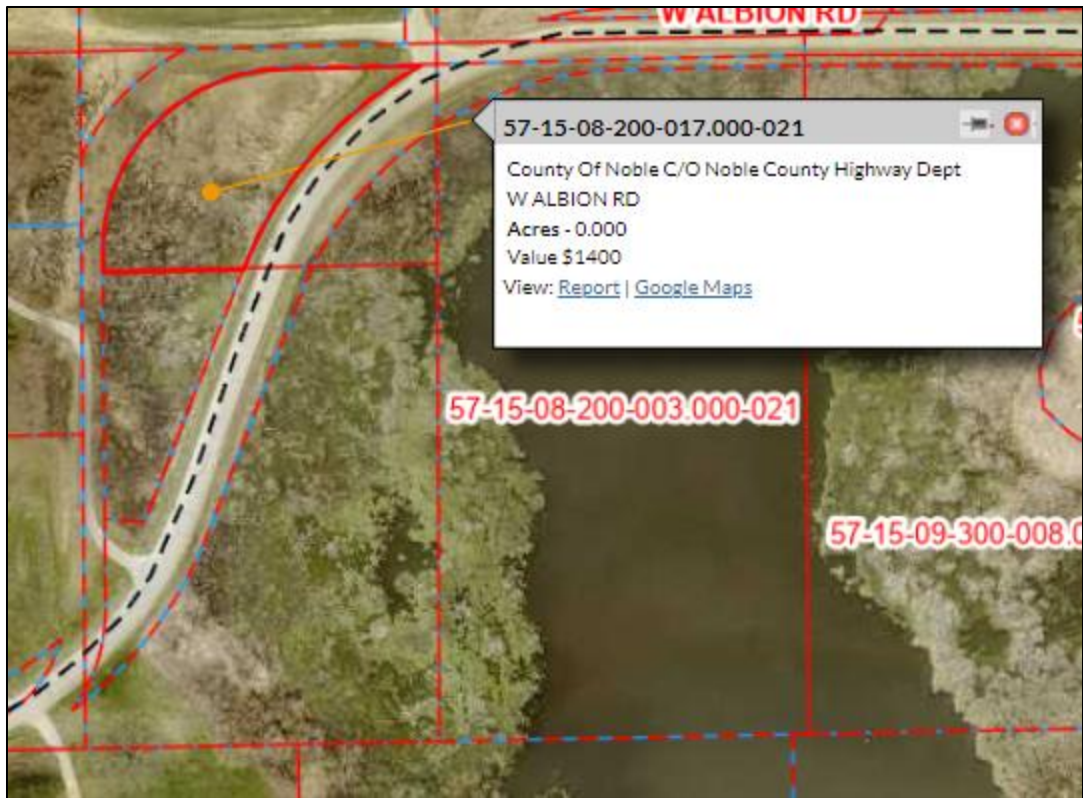 W ALBION RD
57-15-08-200-017.000-021
County Of Noble C/O Noble County Highway Dept
W ALBION RD
Acres - 0.000
Value $1400
View: Report | Google Maps
57-15-08-200-003.000-021
57-15-09-300-008.0